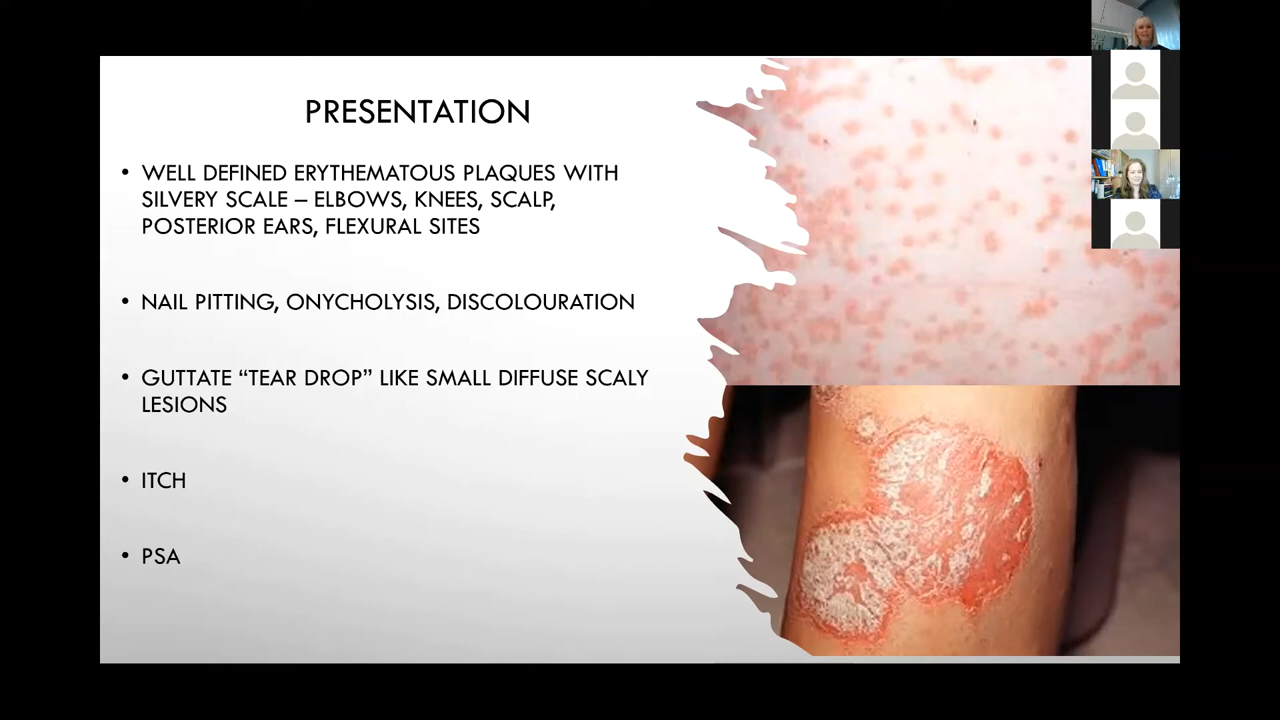 PRESENTATION
• WELL DEFINED ERYTHEMATOUS PLAQUES WITH
SILVERY SCALE – ELBOWS, KNEES, SCALP,
POSTERIOR EARS, FLEXURAL SITES
• NAIL PITTING, ONYCHOLYSIS, DISCOLOURATION
• GUTTATE “TEAR DROP” LIKE SMALL DIFFUSE SCALY
LESIONS
• ITCH
• PSA